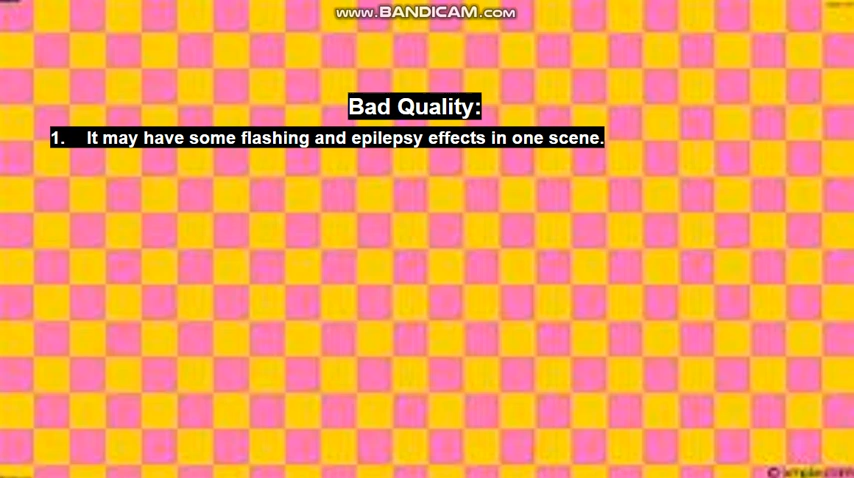 www.BANDICAM.com
Bad Quality:
1. It may have some flashing and epilepsy effects in one scene.